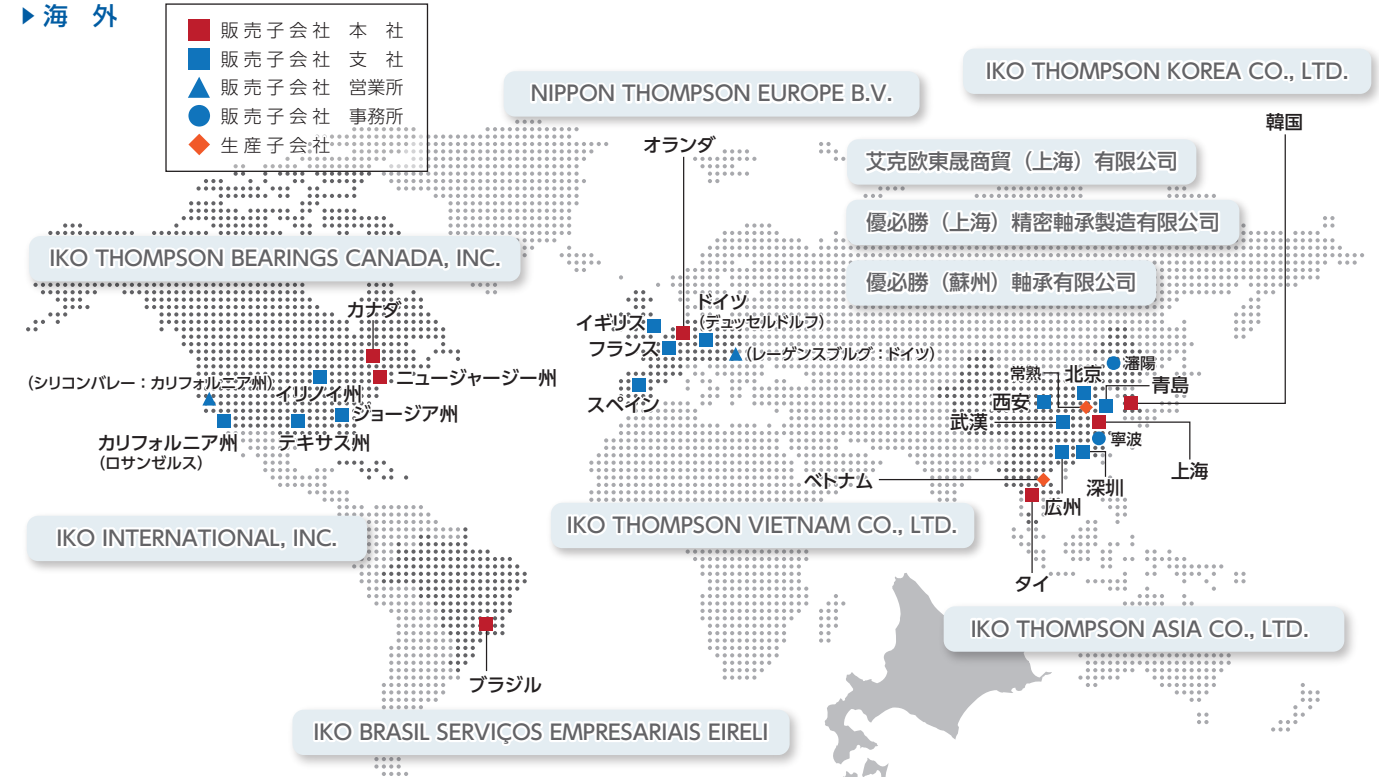 ▶海 外
販売子会社 本 社
販売子会社 支 社
販売子会社 営業所
販売子会社 事務所
生産子会社
NIPPON THOMPSON EUROPE B.V.
IKO THOMPSON KOREA CO., LTD.
韓国
オランダ
艾克欧東晟商貿（上海）有限公司
優必勝（上海）精密軸承製造有限公司
優必勝（蘇州）軸承有限公司
IKO THOMPSON BEARINGS CANADA, INC.
カナダ
ニュージャージー州
（シリコンバレー：カリフォルニア州）
イリノイ州
ジョージア州
カリフォルニア州
（ロサンゼルス）
テキサス州
イギリス
ドイツ
（デュッセルドルフ）
フランス
（レーゲンスブルグ：ドイツ）
スペイン
瀋陽
常熟
北京
青島
西安
武漢
寧波
上海
深圳
広州
ベトナム
タイ
IKO INTERNATIONAL, INC.
IKO THOMPSON VIETNAM CO., LTD.
IKO THOMPSON ASIA CO., LTD.
ブラジル
IKO BRASIL SERVIÇOS EMPRESARIAIS EIRELI